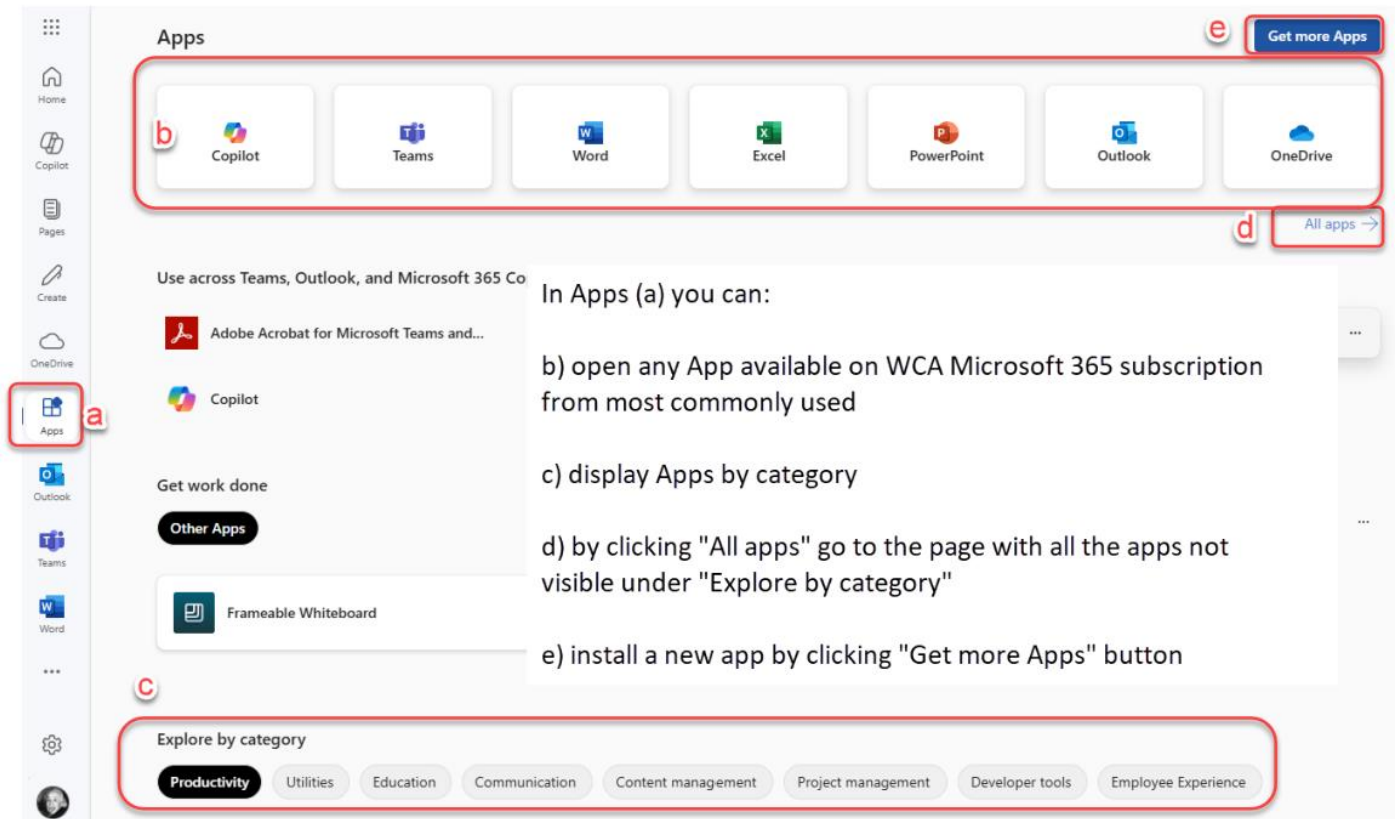 Apps
e
Get more Apps
Home
b
Copilot
Teams
Word
Excel
PowerPoint
Outlook
OneDrive
Copilot
Pages
d
All apps →
Create
Use across Teams, Outlook, and Microsoft 365 Co
Adobe Acrobat for Microsoft Teams and...
...
OneDrive
Copilot
Apps
a
In Apps (a) you can:
b) open any App available on WCA Microsoft 365 subscription
from most commonly used
c) display Apps by category
d) by clicking "All apps" go to the page with all the apps not
visible under "Explore by category"
e) install a new app by clicking "Get more Apps" button
Outlook
Get work done
Other Apps
...
Teams
Frameable Whiteboard
Word
...
c
Explore by category
Productivity
Utilities
Education
Communication
Content management
Project management
Developer tools
Employee Experience